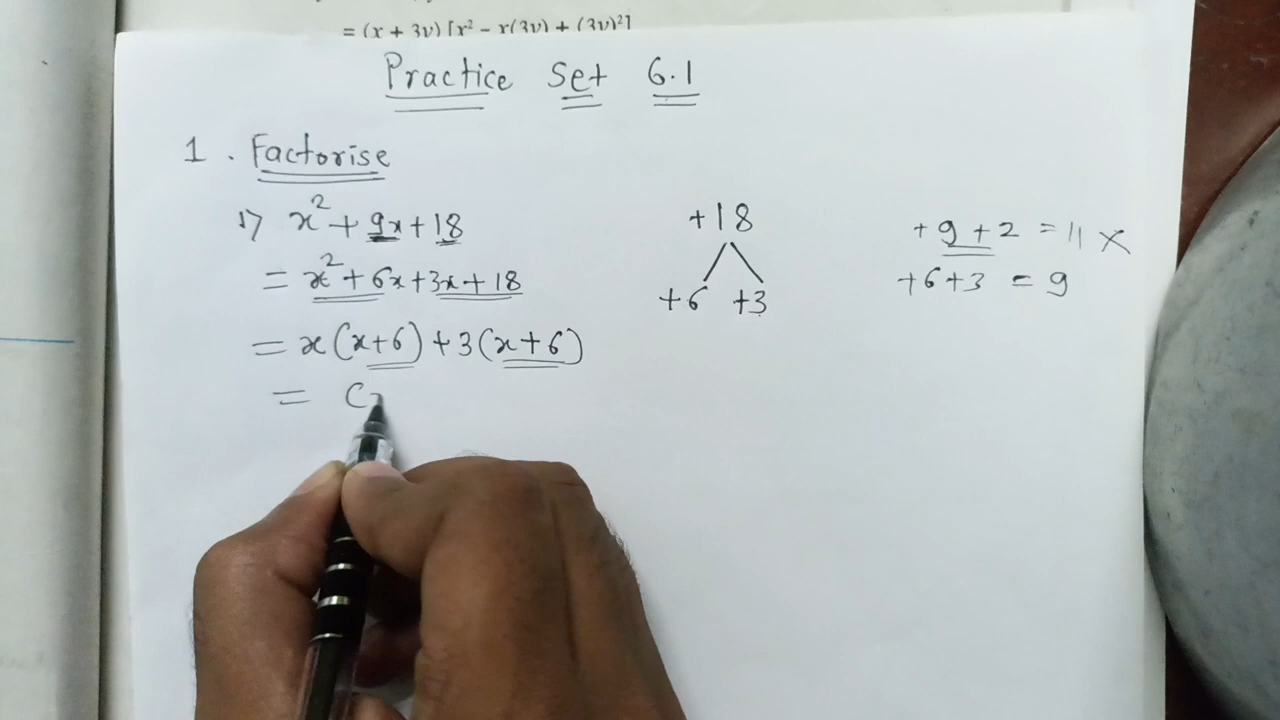 = (x + 3y) [x² − x(3y) + (3y)²]
Practice Set 6.1
1. Factorise
1) x² + 9x + 18
= x² + 6x + 3x + 18
= x (x + 6) + 3 (x + 6)
= (
+18
+6 +3
+9 + 2 = 11 ×
+6 + 3 = 9